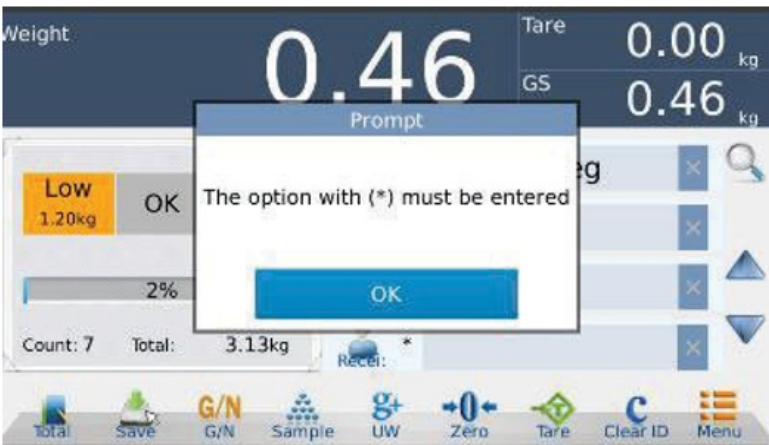 Weight
0.46
Tare
0.00 kg
GS
0.46 kg
Prompt
The option with (*) must be entered
OK
Low
1.20kg
OK
2%
Count: 7 Total: 3.13kg
*
Recei:
Total
Save
G/N
G/N
Sample
g+
UW
→0←
Zero
T
Tare
C
Clear ID
Menu